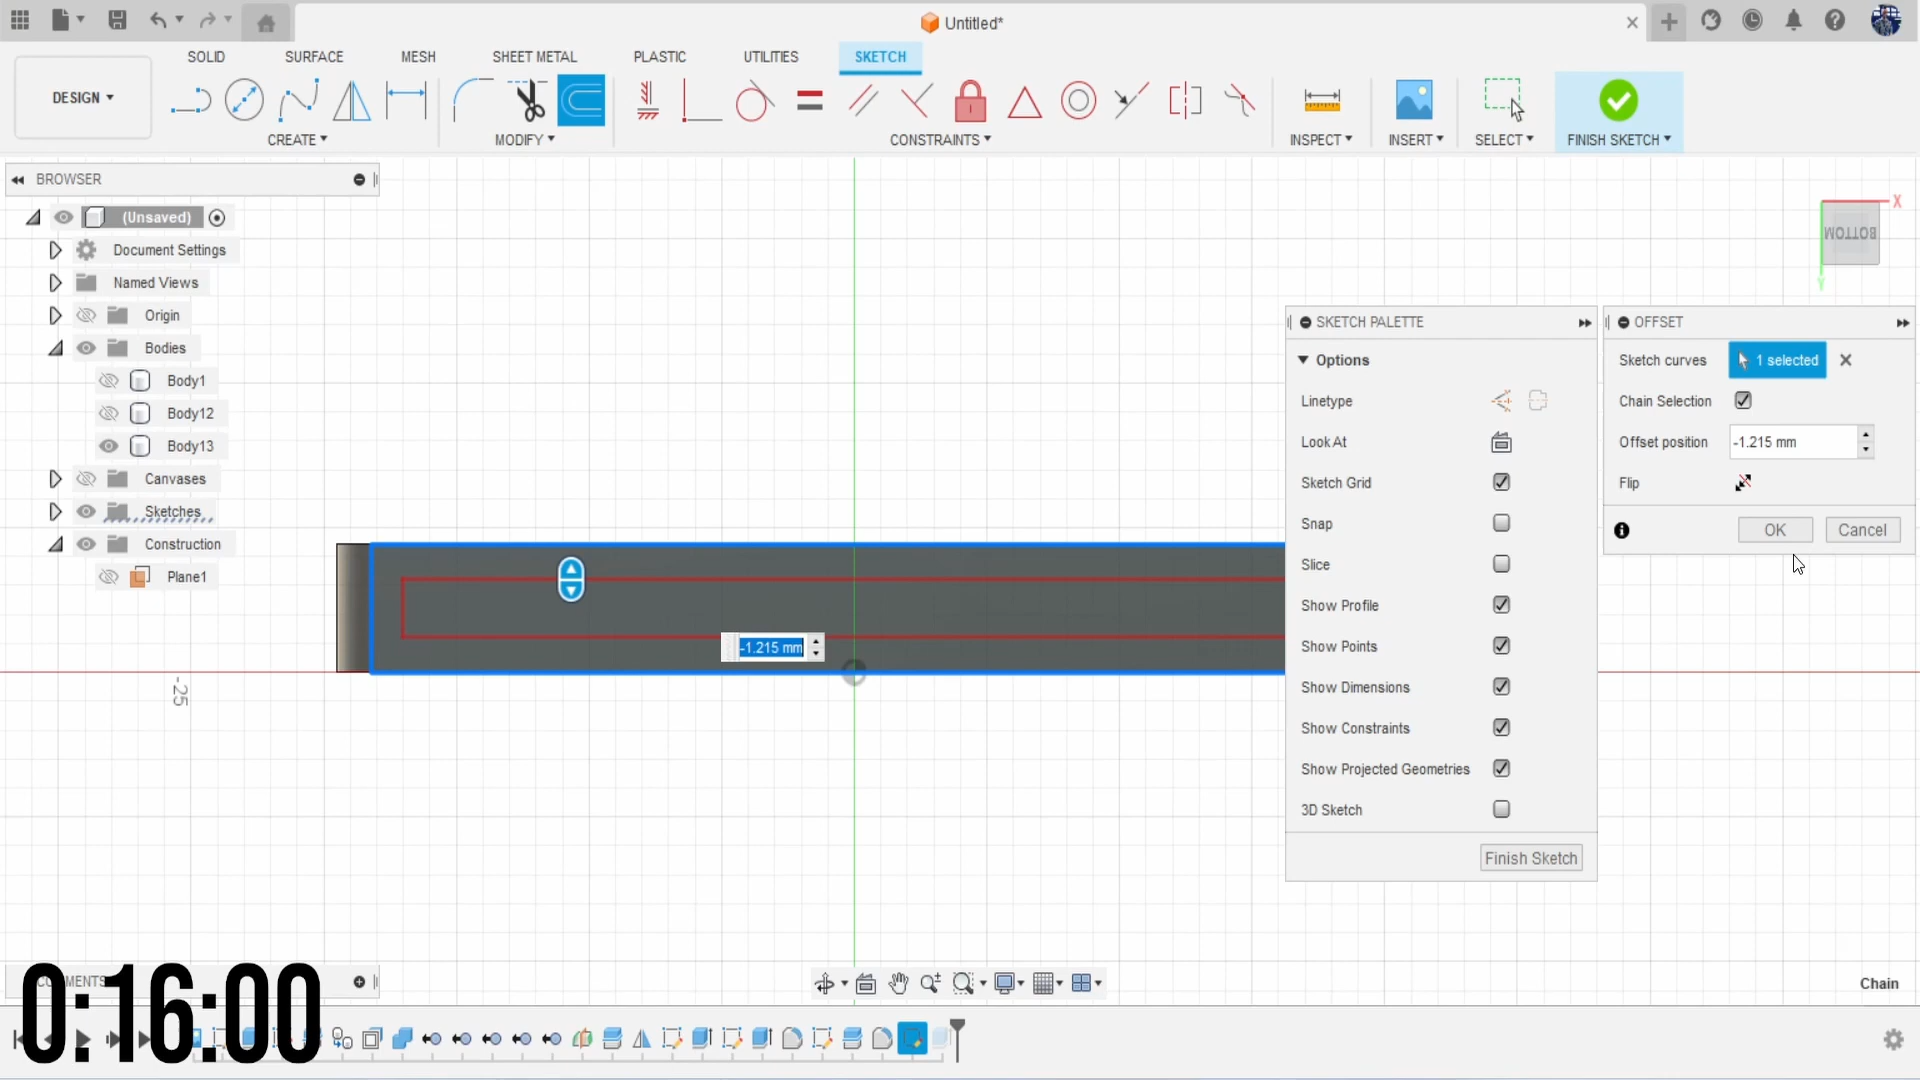 Untitled*
SOLID SURFACE MESH SHEET METAL PLASTIC UTILITIES SKETCH
DESIGN
CREATE MODIFY CONSTRAINTS INSPECT INSERT SELECT FINISH SKETCH
BROWSER
(Unsaved)
Document Settings
Named Views
Origin
Bodies
Body1
Body12
Body13
Canvases
Sketches
Construction
Plane1
X
BOTTOM
Y
SKETCH PALETTE
Options
Linetype
Look At
Sketch Grid
Snap
Slice
Show Profile
Show Points
Show Dimensions
Show Constraints
Show Projected Geometries
3D Sketch
Finish Sketch
OFFSET
Sketch curves 1 selected
Chain Selection
Offset position -1.215 mm
Flip
OK Cancel
-1.215 mm
-25
Chain
0:16:00